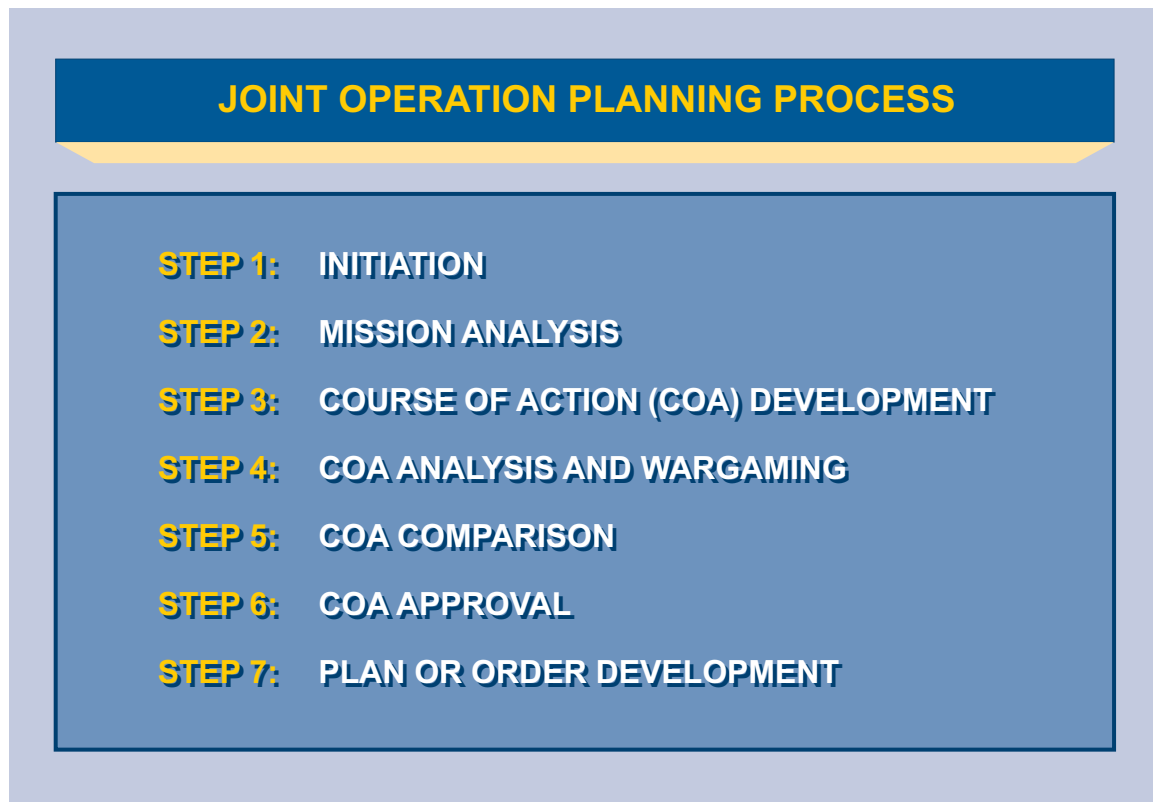 JOINT OPERATION PLANNING PROCESS
STEP 1: INITIATION
STEP 2: MISSION ANALYSIS
STEP 3: COURSE OF ACTION (COA) DEVELOPMENT
STEP 4: COA ANALYSIS AND WARGAMING
STEP 5: COA COMPARISON
STEP 6: COA APPROVAL
STEP 7: PLAN OR ORDER DEVELOPMENT